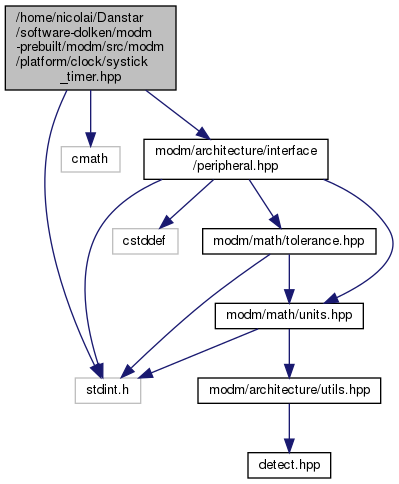 /home/nicolai/Danstar
/software-dolken/modm
-prebuilt/modm/src/modm
/platform/clock/systick
_timer.hpp
cmath
modm/architecture/interface
/peripheral.hpp
cstddef
modm/math/tolerance.hpp
modm/math/units.hpp
stdint.h
modm/architecture/utils.hpp
detect.hpp